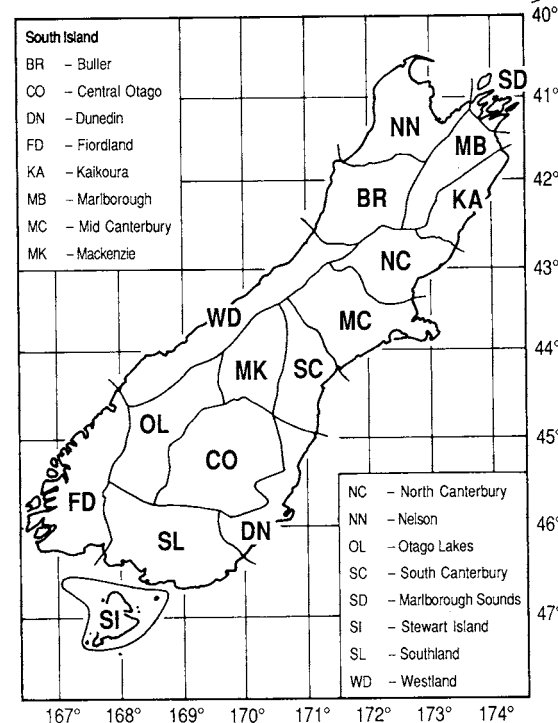 40°
South Island
BR – Buller
CO – Central Otago
DN – Dunedin
FD – Fiordland
KA – Kaikoura
MB – Marlborough
MC – Mid Canterbury
MK – Mackenzie
SD
41°
NN
MB
42°
BR
KA
NC
43°
WD
MC
MK
SC
44°
OL
CO
45°
FD
SL
DN
46°
SI
47°
NC – North Canterbury
NN – Nelson
OL – Otago Lakes
SC – South Canterbury
SD – Marlborough Sounds
SI – Stewart Island
SL – Southland
WD – Westland
167° 168° 169° 170° 171° 172° 173° 174°